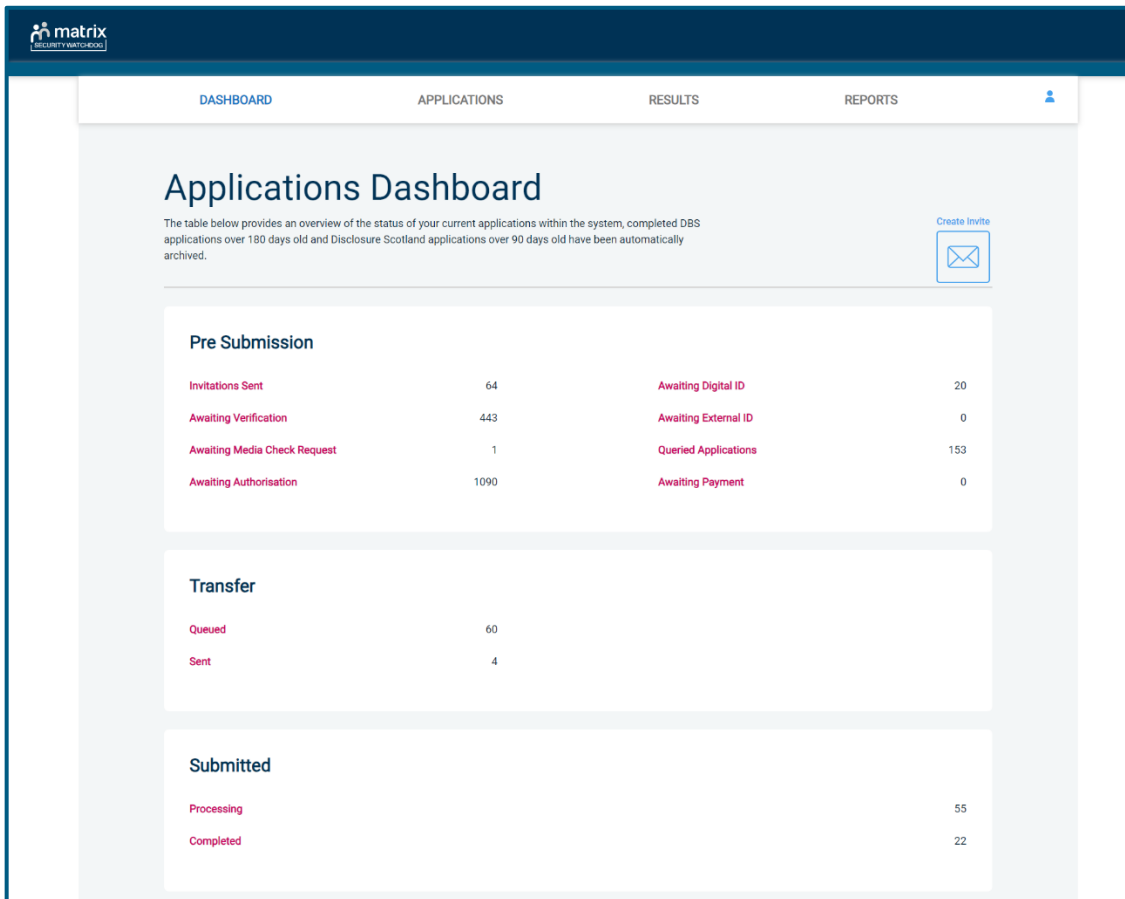 matrix
SECURITY WATCHDOG
DASHBOARD APPLICATIONS RESULTS REPORTS
Applications Dashboard
The table below provides an overview of the status of your current applications within the system, completed DBS
applications over 180 days old and Disclosure Scotland applications over 90 days old have been automatically
archived.
Create Invite
Pre Submission
Invitations Sent 64 Awaiting Digital ID 20
Awaiting Verification 443 Awaiting External ID 0
Awaiting Media Check Request 1 Queried Applications 153
Awaiting Authorisation 1090 Awaiting Payment 0
Transfer
Queued 60
Sent 4
Submitted
Processing 55
Completed 22